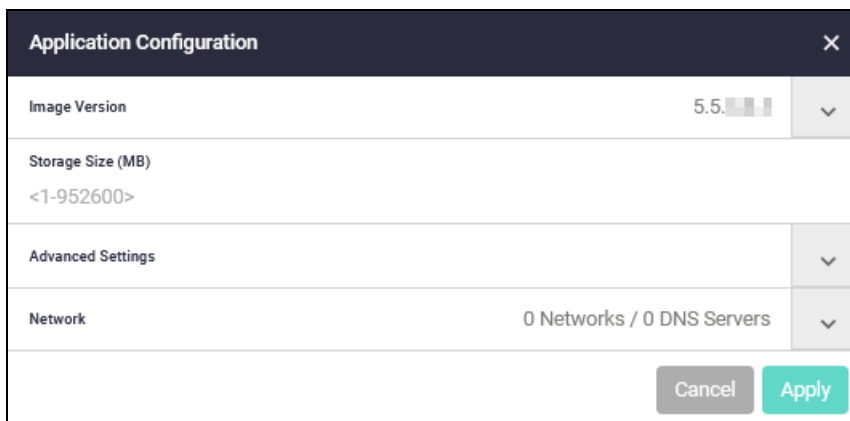 Application Configuration
Image Version
5.5.
Storage Size (MB)
<1-952600>
Advanced Settings
Network
0 Networks / 0 DNS Servers
Cancel
Apply